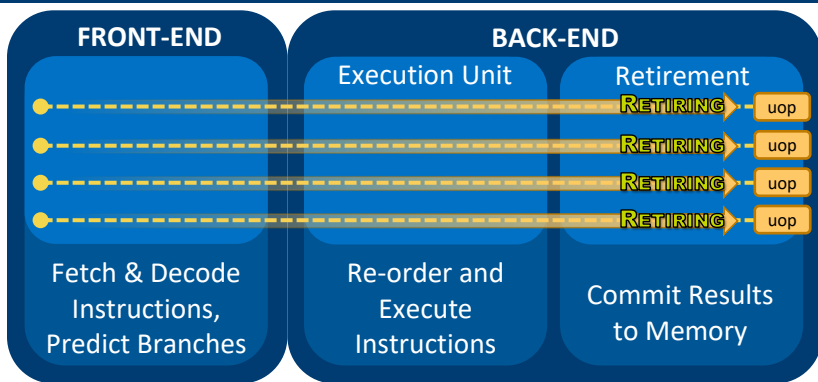 FRONT-END
BACK-END
Execution Unit
Retirement
RETIRING
uop
RETIRING
uop
RETIRING
uop
RETIRING
uop
Fetch & Decode
Instructions,
Predict Branches
Re-order and
Execute
Instructions
Commit Results
to Memory